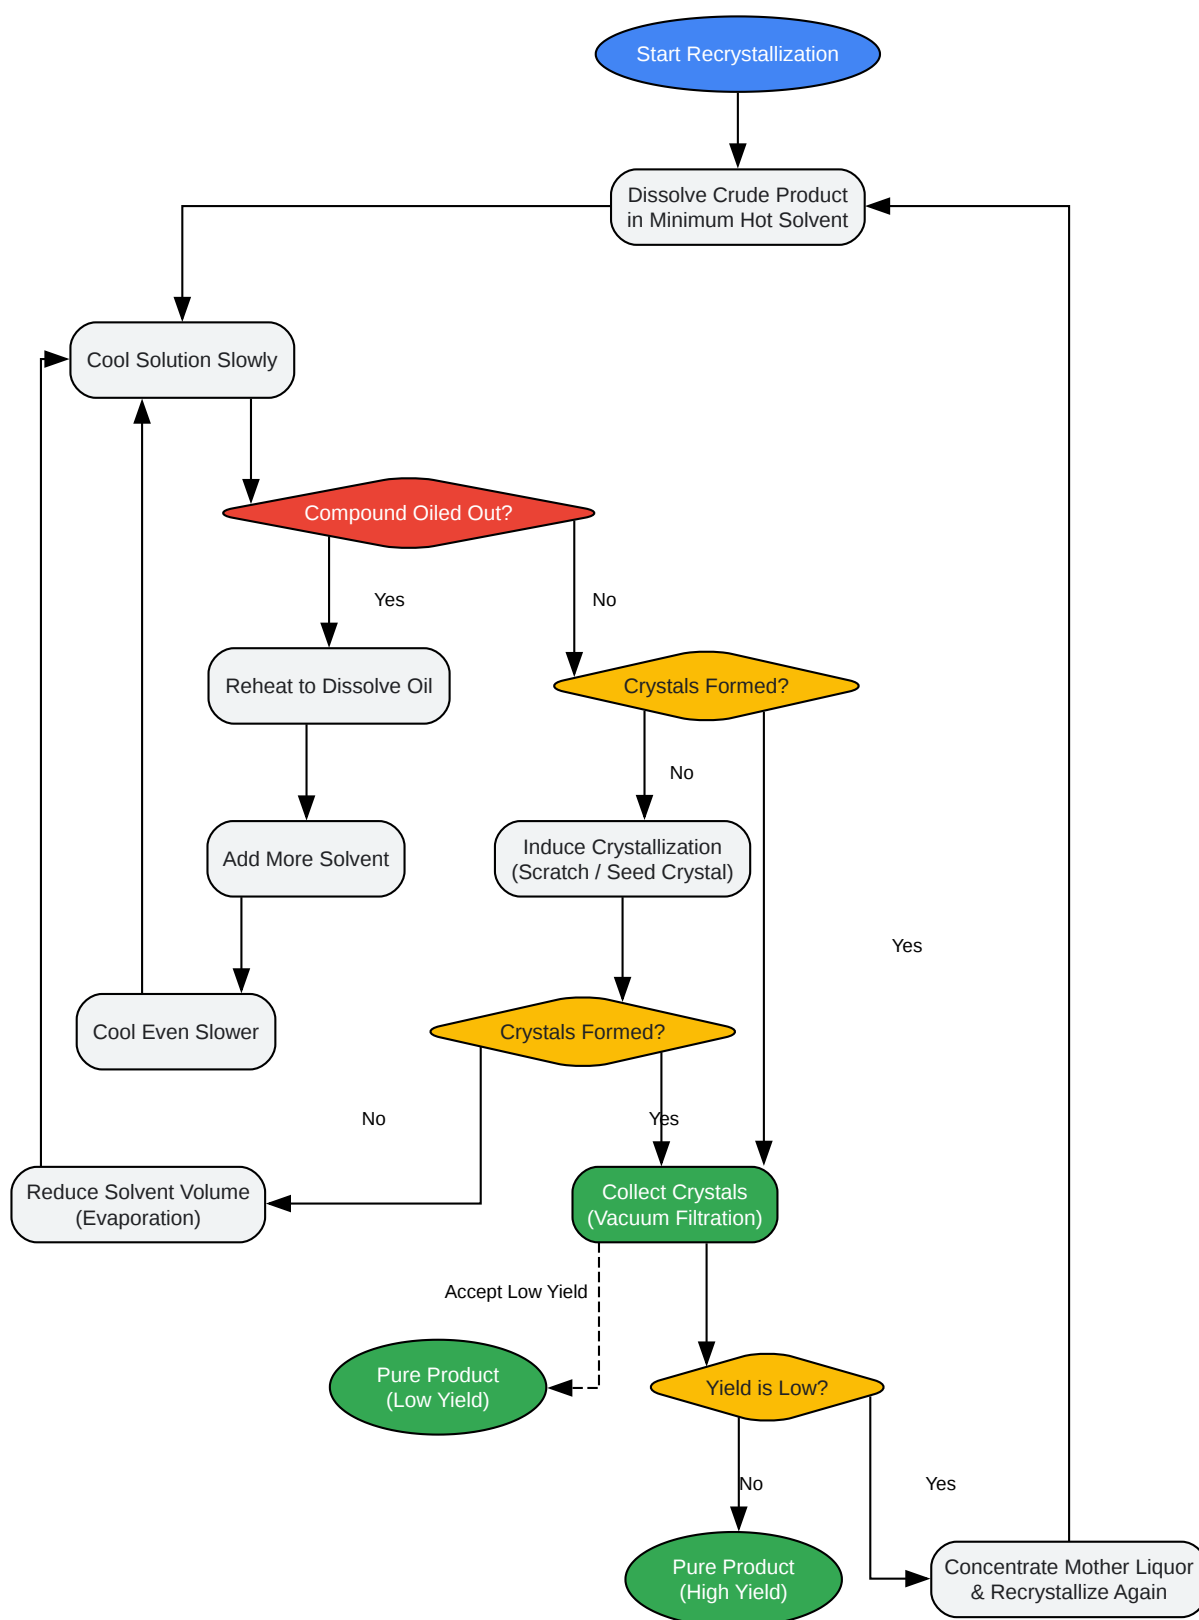 Start Recrystallization
Dissolve Crude Product
in Minimum Hot Solvent
Cool Solution Slowly
Compound Oiled Out?
Yes
No
Reheat to Dissolve Oil
Crystals Formed?
No
Add More Solvent
Induce Crystallization
(Scratch / Seed Crystal)
Yes
Cool Even Slower
Crystals Formed?
No
Yes
Reduce Solvent Volume
(Evaporation)
Collect Crystals
(Vacuum Filtration)
Accept Low Yield
Pure Product
(Low Yield)
Yield is Low?
No
Yes
Pure Product
(High Yield)
Concentrate Mother Liquor
& Recrystallize Again